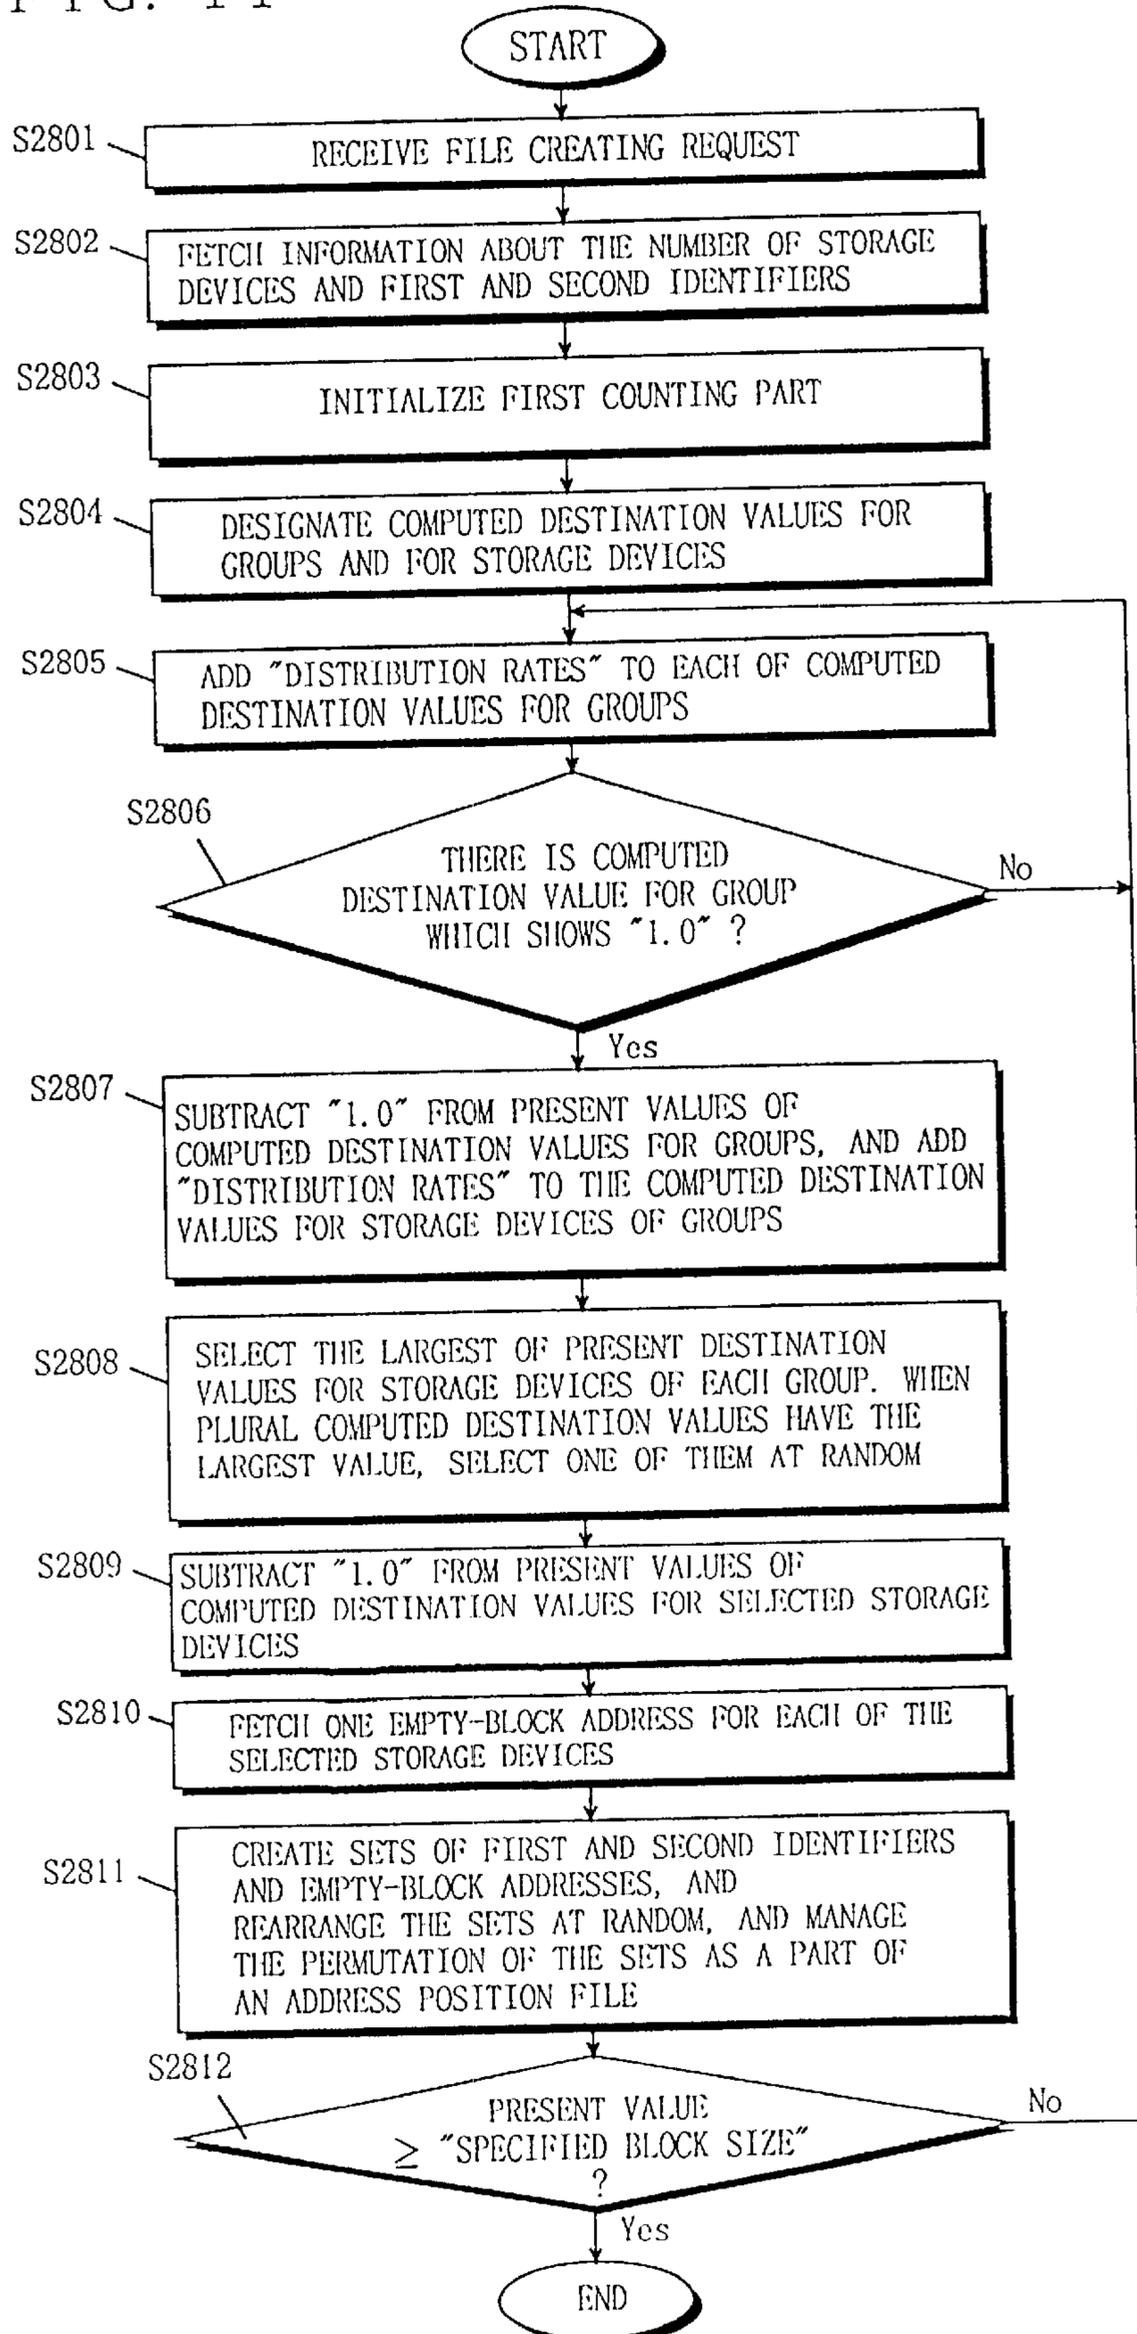 START
S2801
RECEIVE FILE CREATING REQUEST
S2802
FETCH INFORMATION ABOUT THE NUMBER OF STORAGE
DEVICES AND FIRST AND SECOND IDENTIFIERS
S2803
INITIALIZE FIRST COUNTING PART
S2804
DESIGNATE COMPUTED DESTINATION VALUES FOR
GROUPS AND FOR STORAGE DEVICES
S2805
ADD "DISTRIBUTION RATES" TO EACH OF COMPUTED
DESTINATION VALUES FOR GROUPS
S2806
THERE IS COMPUTED
DESTINATION VALUE FOR GROUP
WHICH SHOWS "1.0" ?
No
Yes
S2807
SUBTRACT "1.0" FROM PRESENT VALUES OF
COMPUTED DESTINATION VALUES FOR GROUPS, AND ADD
"DISTRIBUTION RATES" TO THE COMPUTED DESTINATION
VALUES FOR STORAGE DEVICES OF GROUPS
S2808
SELECT THE LARGEST OF PRESENT DESTINATION
VALUES FOR STORAGE DEVICES OF EACH GROUP. WHEN
PLURAL COMPUTED DESTINATION VALUES HAVE THE
LARGEST VALUE, SELECT ONE OF THEM AT RANDOM
S2809
SUBTRACT "1.0" FROM PRESENT VALUES OF
COMPUTED DESTINATION VALUES FOR SELECTED STORAGE
DEVICES
S2810
FETCH ONE EMPTY-BLOCK ADDRESS FOR EACH OF THE
SELECTED STORAGE DEVICES
S2811
CREATE SETS OF FIRST AND SECOND IDENTIFIERS
AND EMPTY-BLOCK ADDRESSES, AND
REARRANGE THE SETS AT RANDOM, AND MANAGE
THE PERMUTATION OF THE SETS AS A PART OF
AN ADDRESS POSITION FILE
S2812
PRESENT VALUE
≥ "SPECIFIED BLOCK SIZE"
?
No
Yes
END